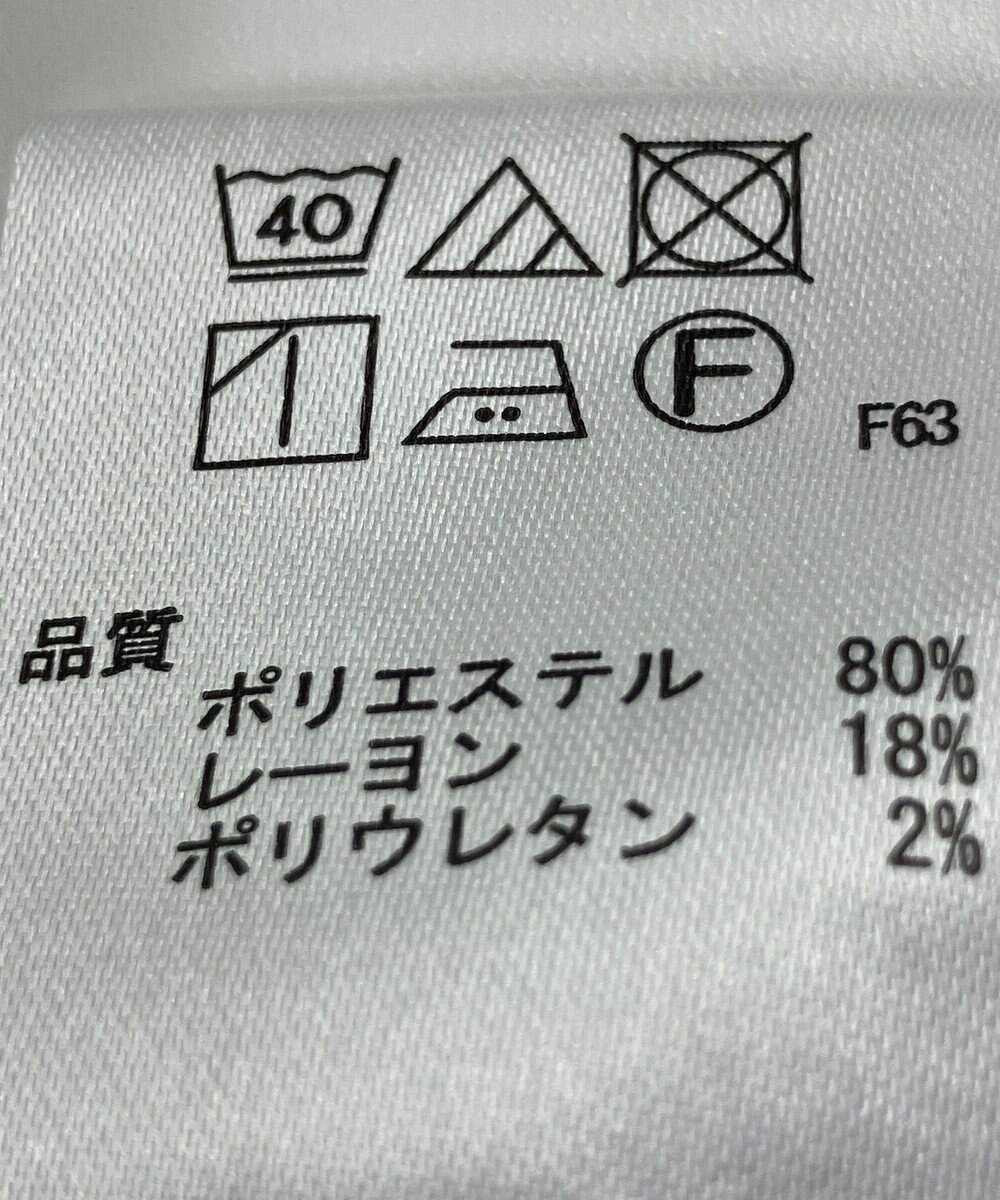 40
F
F63
品質
ポリエステル 80%
レーヨン 18%
ポリウレタン 2%